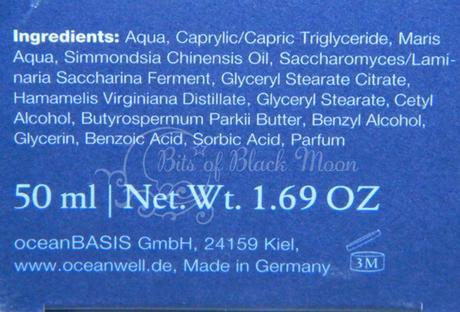 Ingredients: Aqua, Caprylic/Capric Triglyceride, Maris
Aqua, Simmondsia Chinensis Oil, Saccharomyces/Lami-
naria Saccharina Ferment, Glyceryl Stearate Citrate,
Hamamelis Virginiana Distillate, Glyceryl Stearate, Cetyl
Alcohol, Butyrospermum Parkii Butter, Benzyl Alcohol,
Glycerin, Benzoic Acid, Sorbic Acid, Parfum
Bits of Black Moon
50 ml | Net.Wt. 1.69 OZ
oceanBASIS GmbH, 24159 Kiel,
www.oceanwell.de, Made in Germany
3M